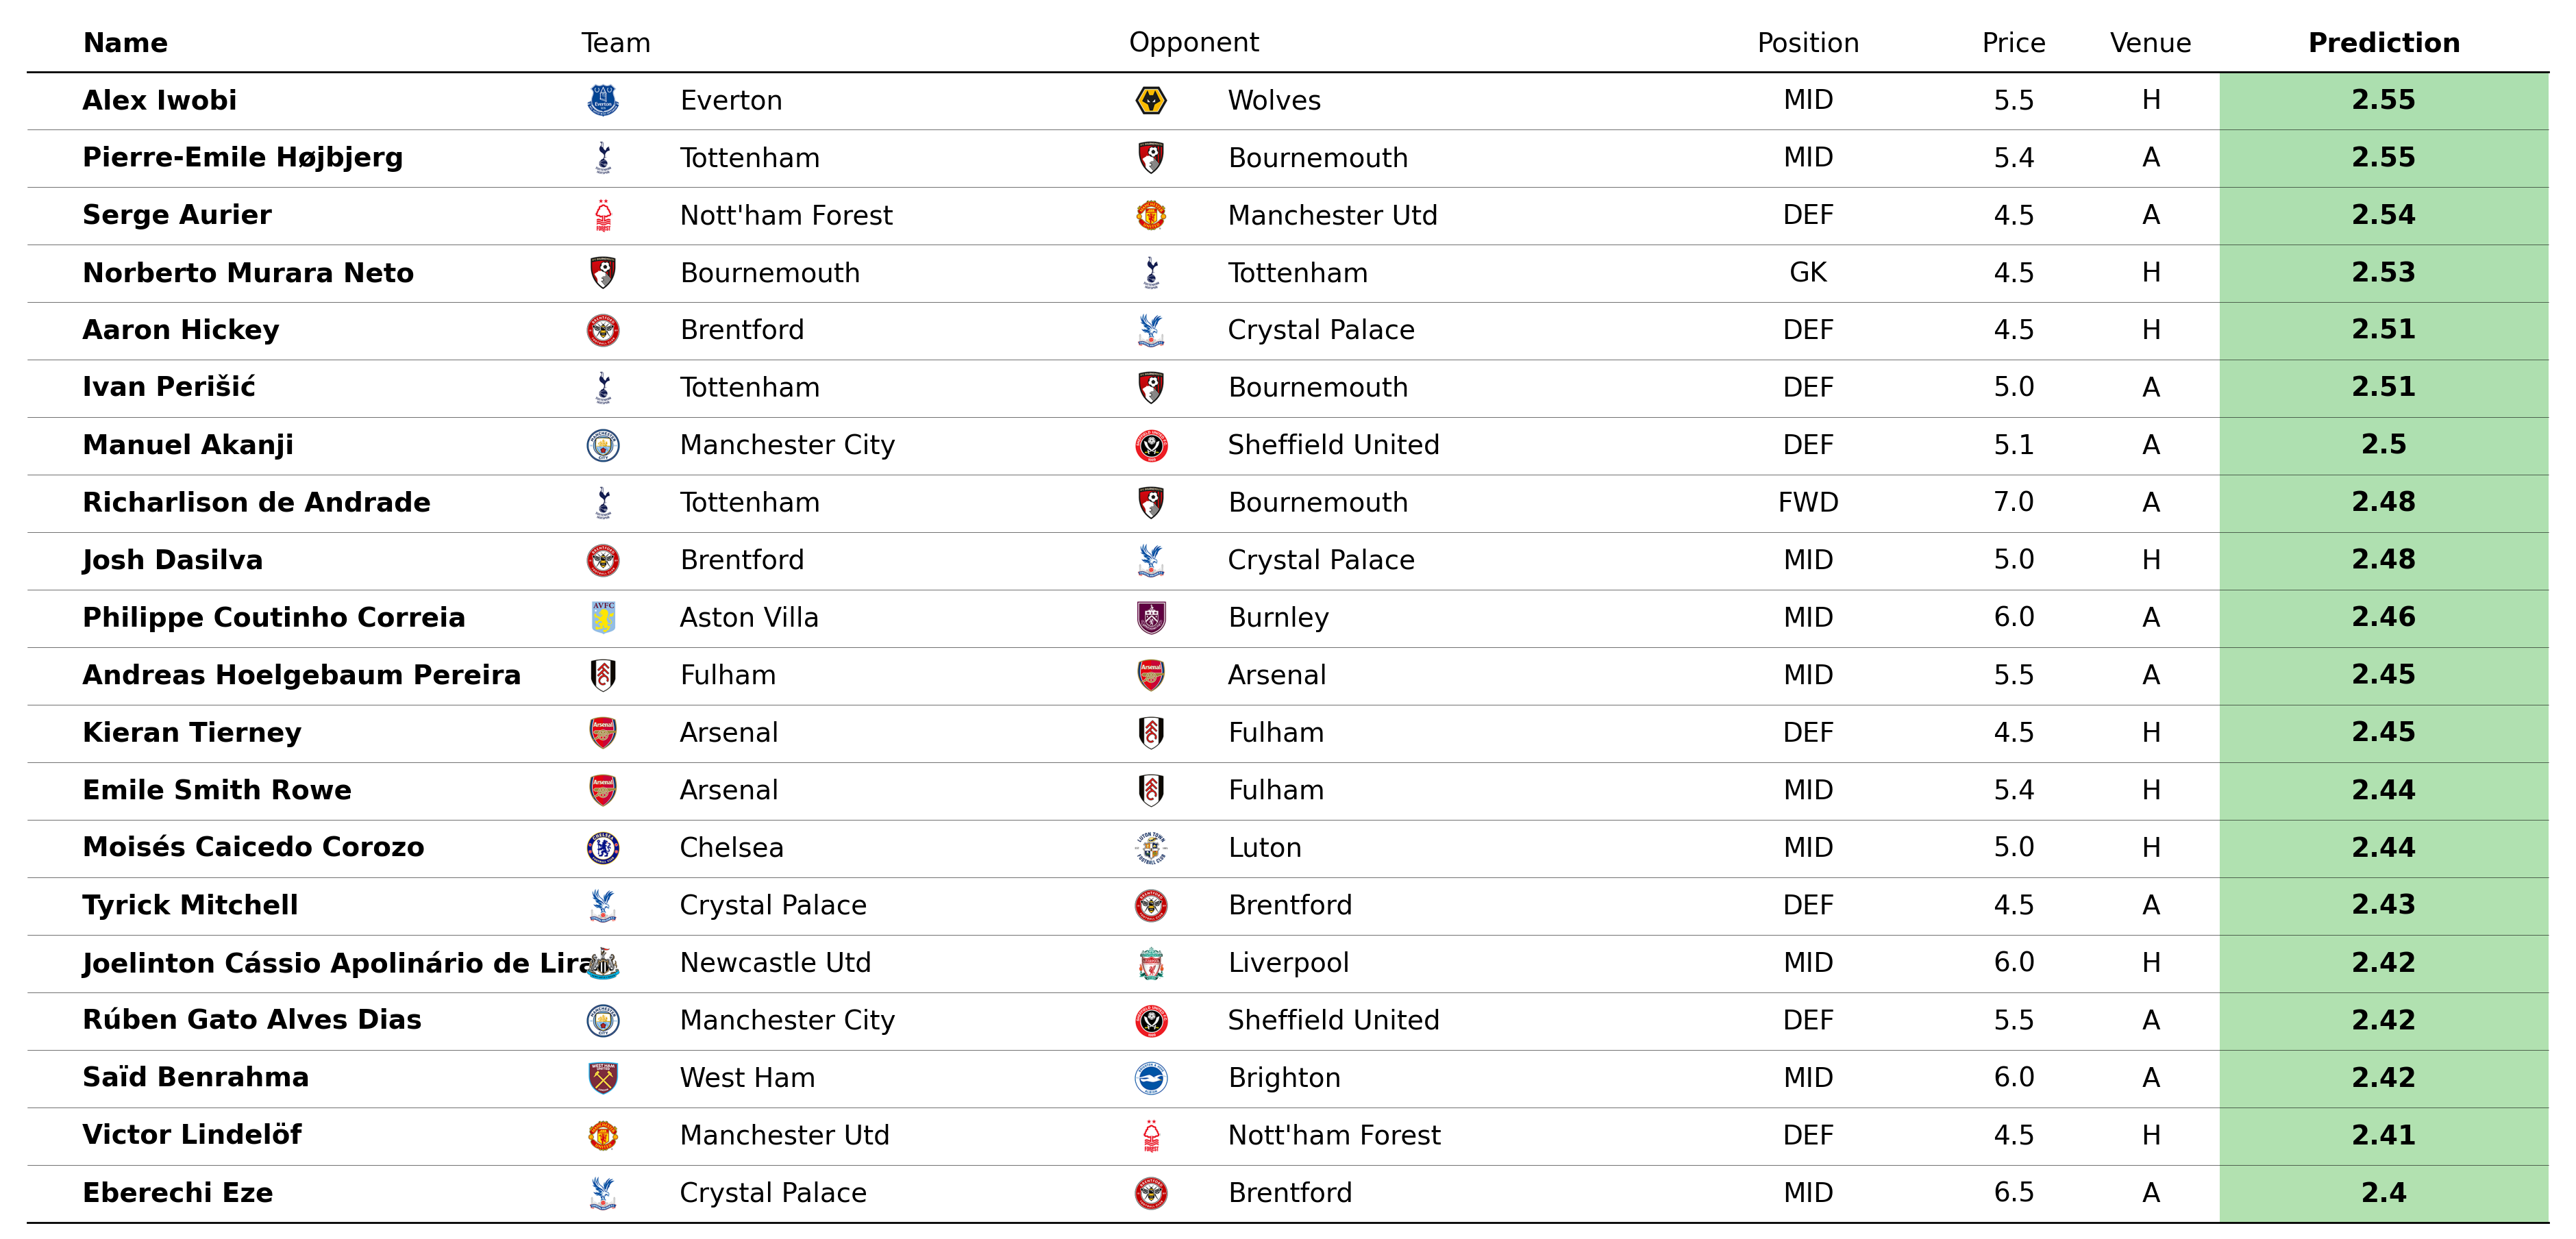 Name Team Opponent Position Price Venue Prediction
Alex Iwobi Everton Wolves MID 5.5 H 2.55
Pierre-Emile Højbjerg Tottenham Bournemouth MID 5.4 A 2.55
Serge Aurier Nott'ham Forest Manchester Utd DEF 4.5 A 2.54
Norberto Murara Neto Bournemouth Tottenham GK 4.5 H 2.53
Aaron Hickey Brentford Crystal Palace DEF 4.5 H 2.51
Ivan Perišić Tottenham Bournemouth DEF 5.0 A 2.51
Manuel Akanji Manchester City Sheffield United DEF 5.1 A 2.5
Richarlison de Andrade Tottenham Bournemouth FWD 7.0 A 2.48
Josh Dasilva Brentford Crystal Palace MID 5.0 H 2.48
Philippe Coutinho Correia Aston Villa Burnley MID 6.0 A 2.46
Andreas Hoelgebaum Pereira Fulham Arsenal MID 5.5 A 2.45
Kieran Tierney Arsenal Fulham DEF 4.5 H 2.45
Emile Smith Rowe Arsenal Fulham MID 5.4 H 2.44
Moisés Caicedo Corozo Chelsea Luton MID 5.0 H 2.44
Tyrick Mitchell Crystal Palace Brentford DEF 4.5 A 2.43
Joelinton Cássio Apolinário de Lira Newcastle Utd Liverpool MID 6.0 H 2.42
Rúben Gato Alves Dias Manchester City Sheffield United DEF 5.5 A 2.42
Saïd Benrahma West Ham Brighton MID 6.0 A 2.42
Victor Lindelöf Manchester Utd Nott'ham Forest DEF 4.5 H 2.41
Eberechi Eze Crystal Palace Brentford MID 6.5 A 2.4